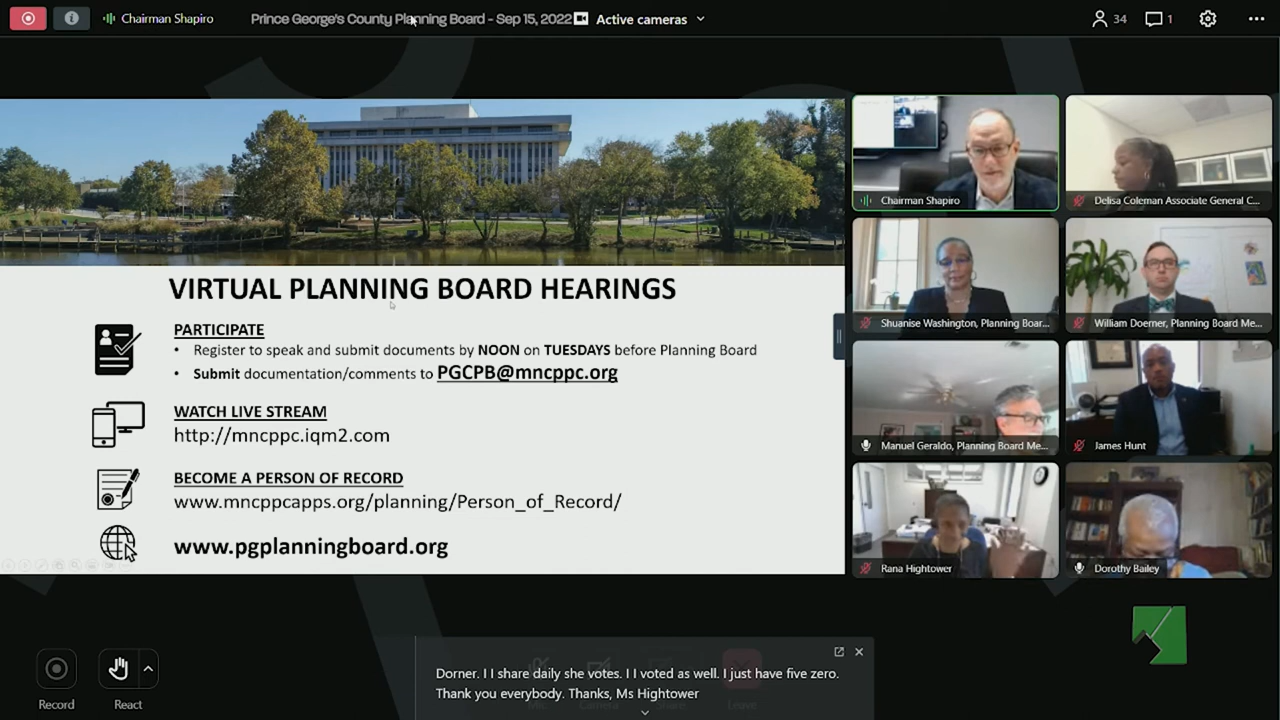 Chairman Shapiro
Prince George's County Planning Board - Sep 15, 2022
Active cameras
34
1
VIRTUAL PLANNING BOARD HEARINGS
PARTICIPATE
• Register to speak and submit documents by NOON on TUESDAYS before Planning Board
• Submit documentation/comments to PGCPB@mncppc.org
WATCH LIVE STREAM
http://mncppc.iqm2.com
BECOME A PERSON OF RECORD
www.mncppcapps.org/planning/Person_of_Record/
www.pgplanningboard.org
Chairman Shapiro
Delisa Coleman Associate General C...
Shuanise Washington, Planning Boar...
William Doerner, Planning Board Me...
Manuel Geraldo, Planning Board Me...
James Hunt
Rana Hightower
Dorothy Bailey
Record
React
Dorner. I I share daily she votes. I I voted as well. I just have five zero.
Thank you everybody. Thanks, Ms Hightower
Leave